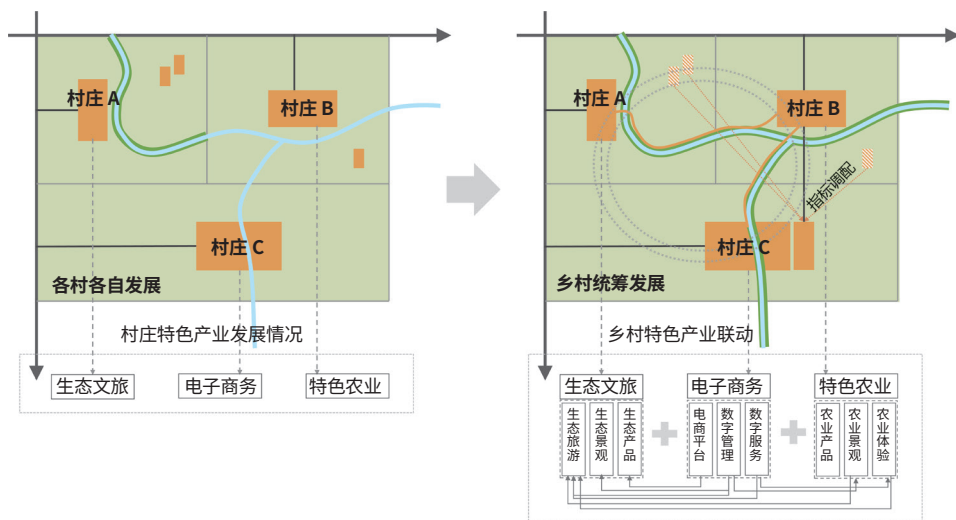 村庄 A
村庄 B
村庄 C
各村各自发展
村庄特色产业发展情况
生态文旅
电子商务
特色农业
村庄 A
村庄 B
指标调配
村庄 C
乡村统筹发展
乡村特色产业联动
生态文旅
电子商务
特色农业
生态旅游
生态景观
生态产品
电商平台
数字管理
数字服务
农业产品
农业景观
农业体验